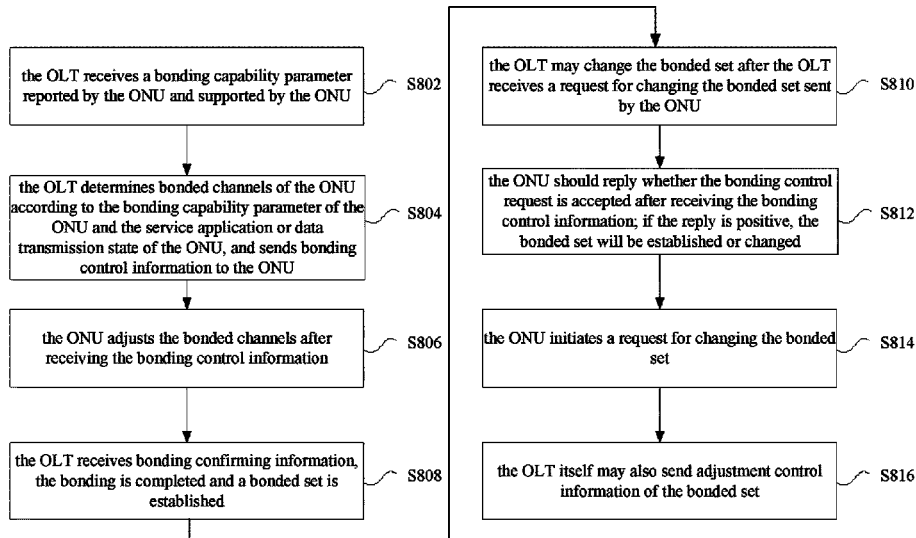 the OLT receives a bonding capability parameter
reported by the ONU and supported by the ONU
S802
the OLT determines bonded channels of the ONU
according to the bonding capability parameter of the
ONU and the service application or data
transmission state of the ONU, and sends bonding
control information to the ONU
S804
the ONU adjusts the bonded channels after
receiving the bonding control information
S806
the OLT receives bonding confirming information,
the bonding is completed and a bonded set is
established
S808
the OLT may change the bonded set after the OLT
receives a request for changing the bonded set sent
by the ONU
S810
the ONU should reply whether the bonding control
request is accepted after receiving the bonding
control information; if the reply is positive, the
bonded set will be established or changed
S812
the ONU initiates a request for changing the bonded
set
S814
the OLT itself may also send adjustment control
information of the bonded set
S816